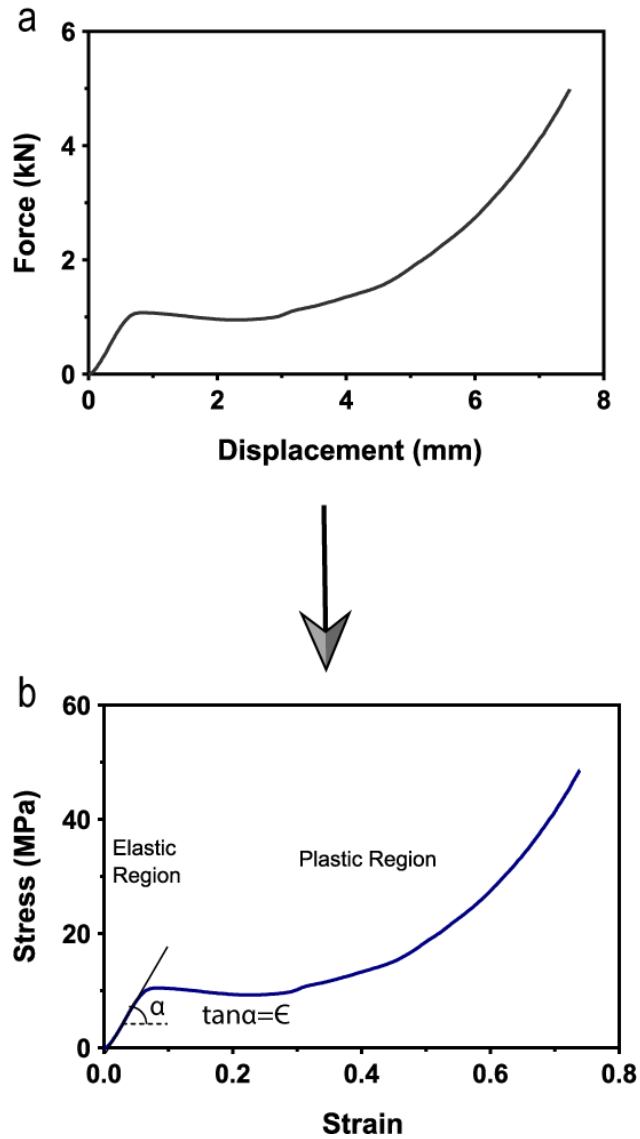 a
6
4
2
0
Force (kN)
0 2 4 6 8
Displacement (mm)
b
60
40
20
0
Stress (MPa)
Elastic
Region
Plastic Region
α
tanα=Є
0.0 0.2 0.4 0.6 0.8
Strain